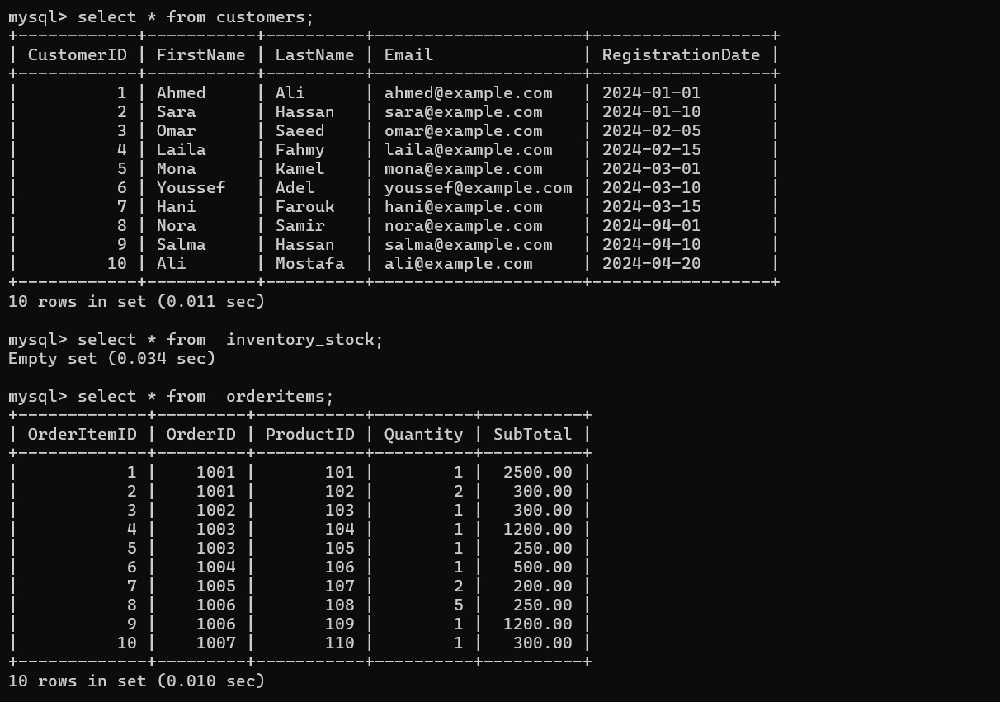 mysql> select * from customers;
+------------+-----------+----------+---------------------+------------------+
| CustomerID | FirstName | LastName | Email               | RegistrationDate |
+------------+-----------+----------+---------------------+------------------+
|          1 | Ahmed     | Ali      | ahmed@example.com   | 2024-01-01       |
|          2 | Sara      | Hassan   | sara@example.com    | 2024-01-10       |
|          3 | Omar      | Saeed    | omar@example.com    | 2024-02-05       |
|          4 | Laila     | Fahmy    | laila@example.com   | 2024-02-15       |
|          5 | Mona      | Kamel    | mona@example.com    | 2024-03-01       |
|          6 | Youssef   | Adel     | youssef@example.com | 2024-03-10       |
|          7 | Hani      | Farouk   | hani@example.com    | 2024-03-15       |
|          8 | Nora      | Samir    | nora@example.com    | 2024-04-01       |
|          9 | Salma     | Hassan   | salma@example.com   | 2024-04-10       |
|         10 | Ali       | Mostafa  | ali@example.com     | 2024-04-20       |
+------------+-----------+----------+---------------------+------------------+
10 rows in set (0.011 sec)

mysql> select * from  inventory_stock;
Empty set (0.034 sec)

mysql> select * from  orderitems;
+-------------+---------+-----------+----------+----------+
| OrderItemID | OrderID | ProductID | Quantity | SubTotal |
+-------------+---------+-----------+----------+----------+
|           1 |    1001 |       101 |        1 |  2500.00 |
|           2 |    1001 |       102 |        2 |   300.00 |
|           3 |    1002 |       103 |        1 |   300.00 |
|           4 |    1003 |       104 |        1 |  1200.00 |
|           5 |    1003 |       105 |        1 |   250.00 |
|           6 |    1004 |       106 |        1 |   500.00 |
|           7 |    1005 |       107 |        2 |   200.00 |
|           8 |    1006 |       108 |        5 |   250.00 |
|           9 |    1006 |       109 |        1 |  1200.00 |
|          10 |    1007 |       110 |        1 |   300.00 |
+-------------+---------+-----------+----------+----------+
10 rows in set (0.010 sec)